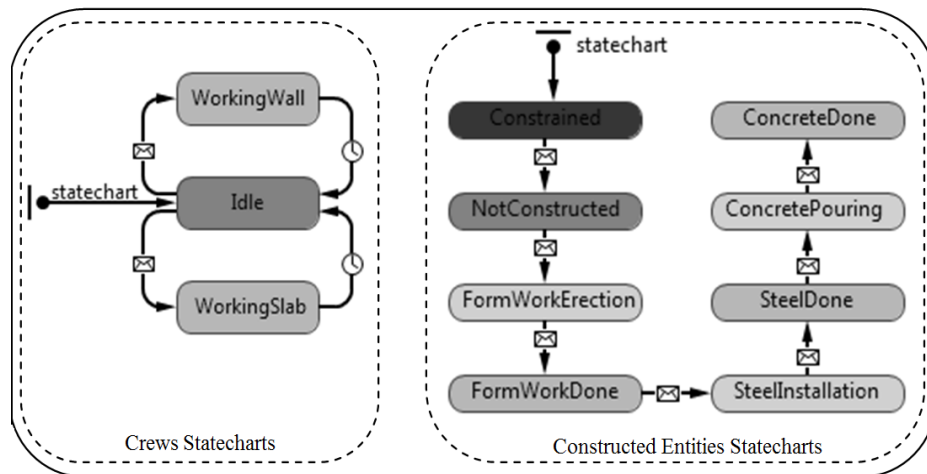 statechart
WorkingWall
Idle
WorkingSlab
Crews Statecharts
statechart
Constrained
NotConstructed
FormWorkErection
FormWorkDone
SteelInstallation
SteelDone
ConcretePouring
ConcreteDone
Constructed Entities Statecharts